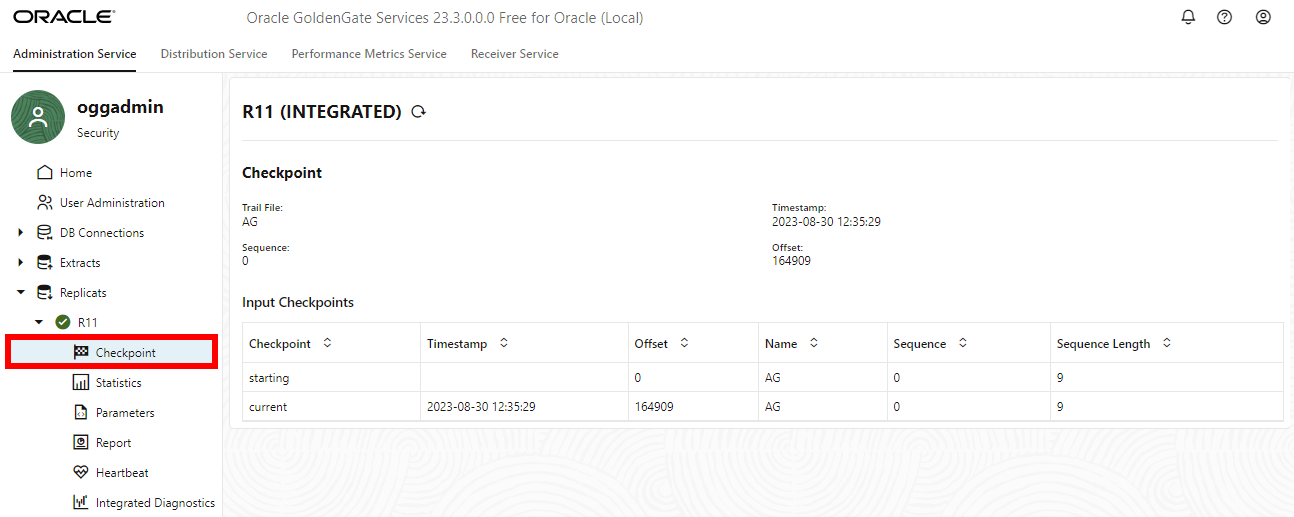 ORACLE
Oracle GoldenGate Services 23.3.0.0.0 Free for Oracle (Local)
Administration Service Distribution Service Performance Metrics Service Receiver Service
oggadmin
Security
Home
User Administration
DB Connections
Extracts
Replicats
R11
Checkpoint
Statistics
Parameters
Report
Heartbeat
Integrated Diagnostics
R11 (INTEGRATED)
Checkpoint
Trail File:
AG
Timestamp:
2023-08-30 12:35:29
Sequence:
0
Offset:
164909
Input Checkpoints
Checkpoint Timestamp Offset Name Sequence Sequence Length
starting 0 AG 0 9
current 2023-08-30 12:35:29 164909 AG 0 9